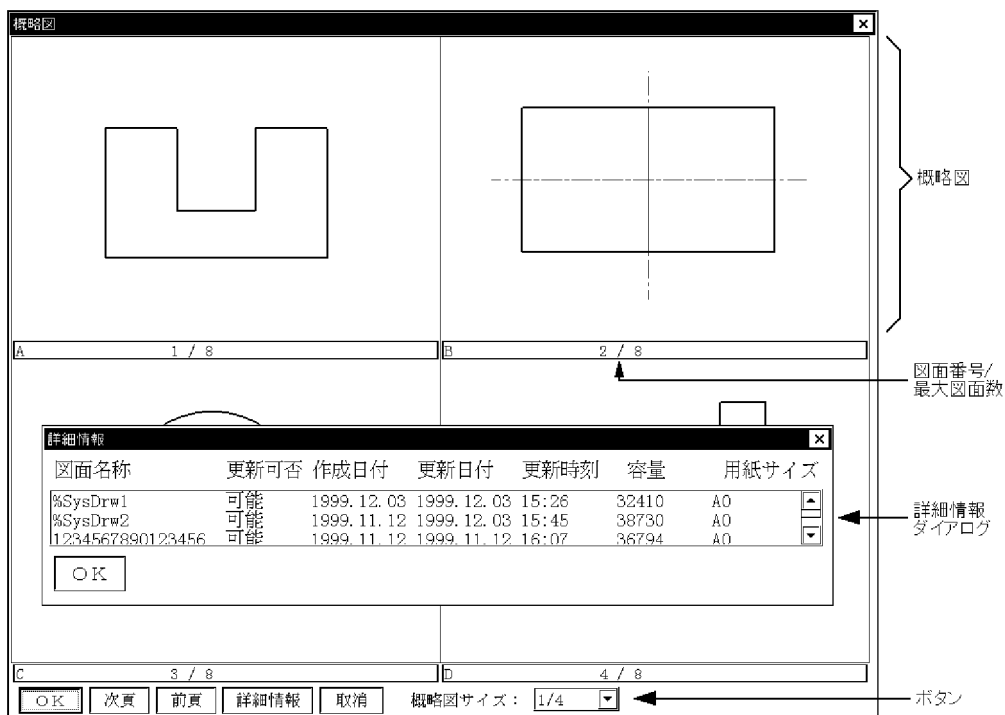 概略図
概略図
A 1 / 8
B 2 / 8
図面番号/
最大図面数
詳細情報
図面名称 更新可否 作成日付 更新日付 更新時刻 容量 用紙サイズ
%SysDrw1 可能 1999.12.03 1999.12.03 15:26 32410 A0
%SysDrw2 可能 1999.11.12 1999.12.03 15:45 38730 A0
1234567890123456 可能 1999.11.12 1999.11.12 16:07 36794 A0
OK
詳細情報
ダイアログ
C 3 / 8
D 4 / 8
OK 次頁 前頁 詳細情報 取消 概略図サイズ： 1/4
ボタン